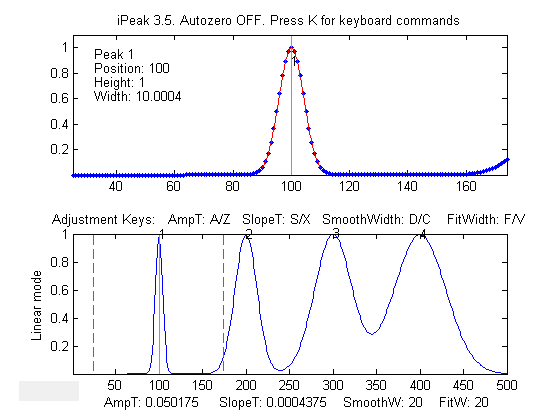 iPeak 3.5. Autozero OFF. Press K for keyboard commands
Peak 1
Position: 100
Height: 1
Width: 10.0004
1
1
0.8
0.6
0.4
0.2
40 60 80 100 120 140 160
Adjustment Keys: AmpT: A/Z SlopeT: S/X SmoothWidth: D/C FitWidth: F/V
1 2 3 4
Linear mode
0.8
0.6
0.4
0.2
50 100 150 200 250 300 350 400 450 500
AmpT: 0.050175 SlopeT: 0.0004375 SmoothW: 20 FitW: 20